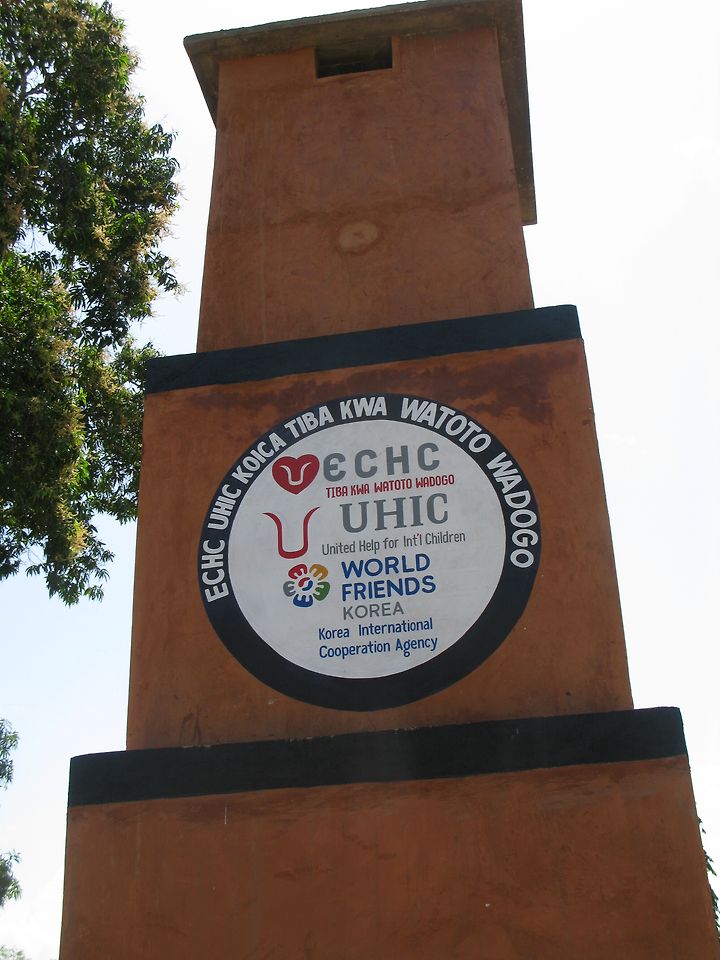 ECHC UHIC KOICA TIBA KWA WATOTO WADOGO
ECHC
TIBA KWA WATOTO WADOGO
UHIC
United Help for Int'l Children
WORLD
FRIENDS
KOREA
Korea International
Cooperation Agency